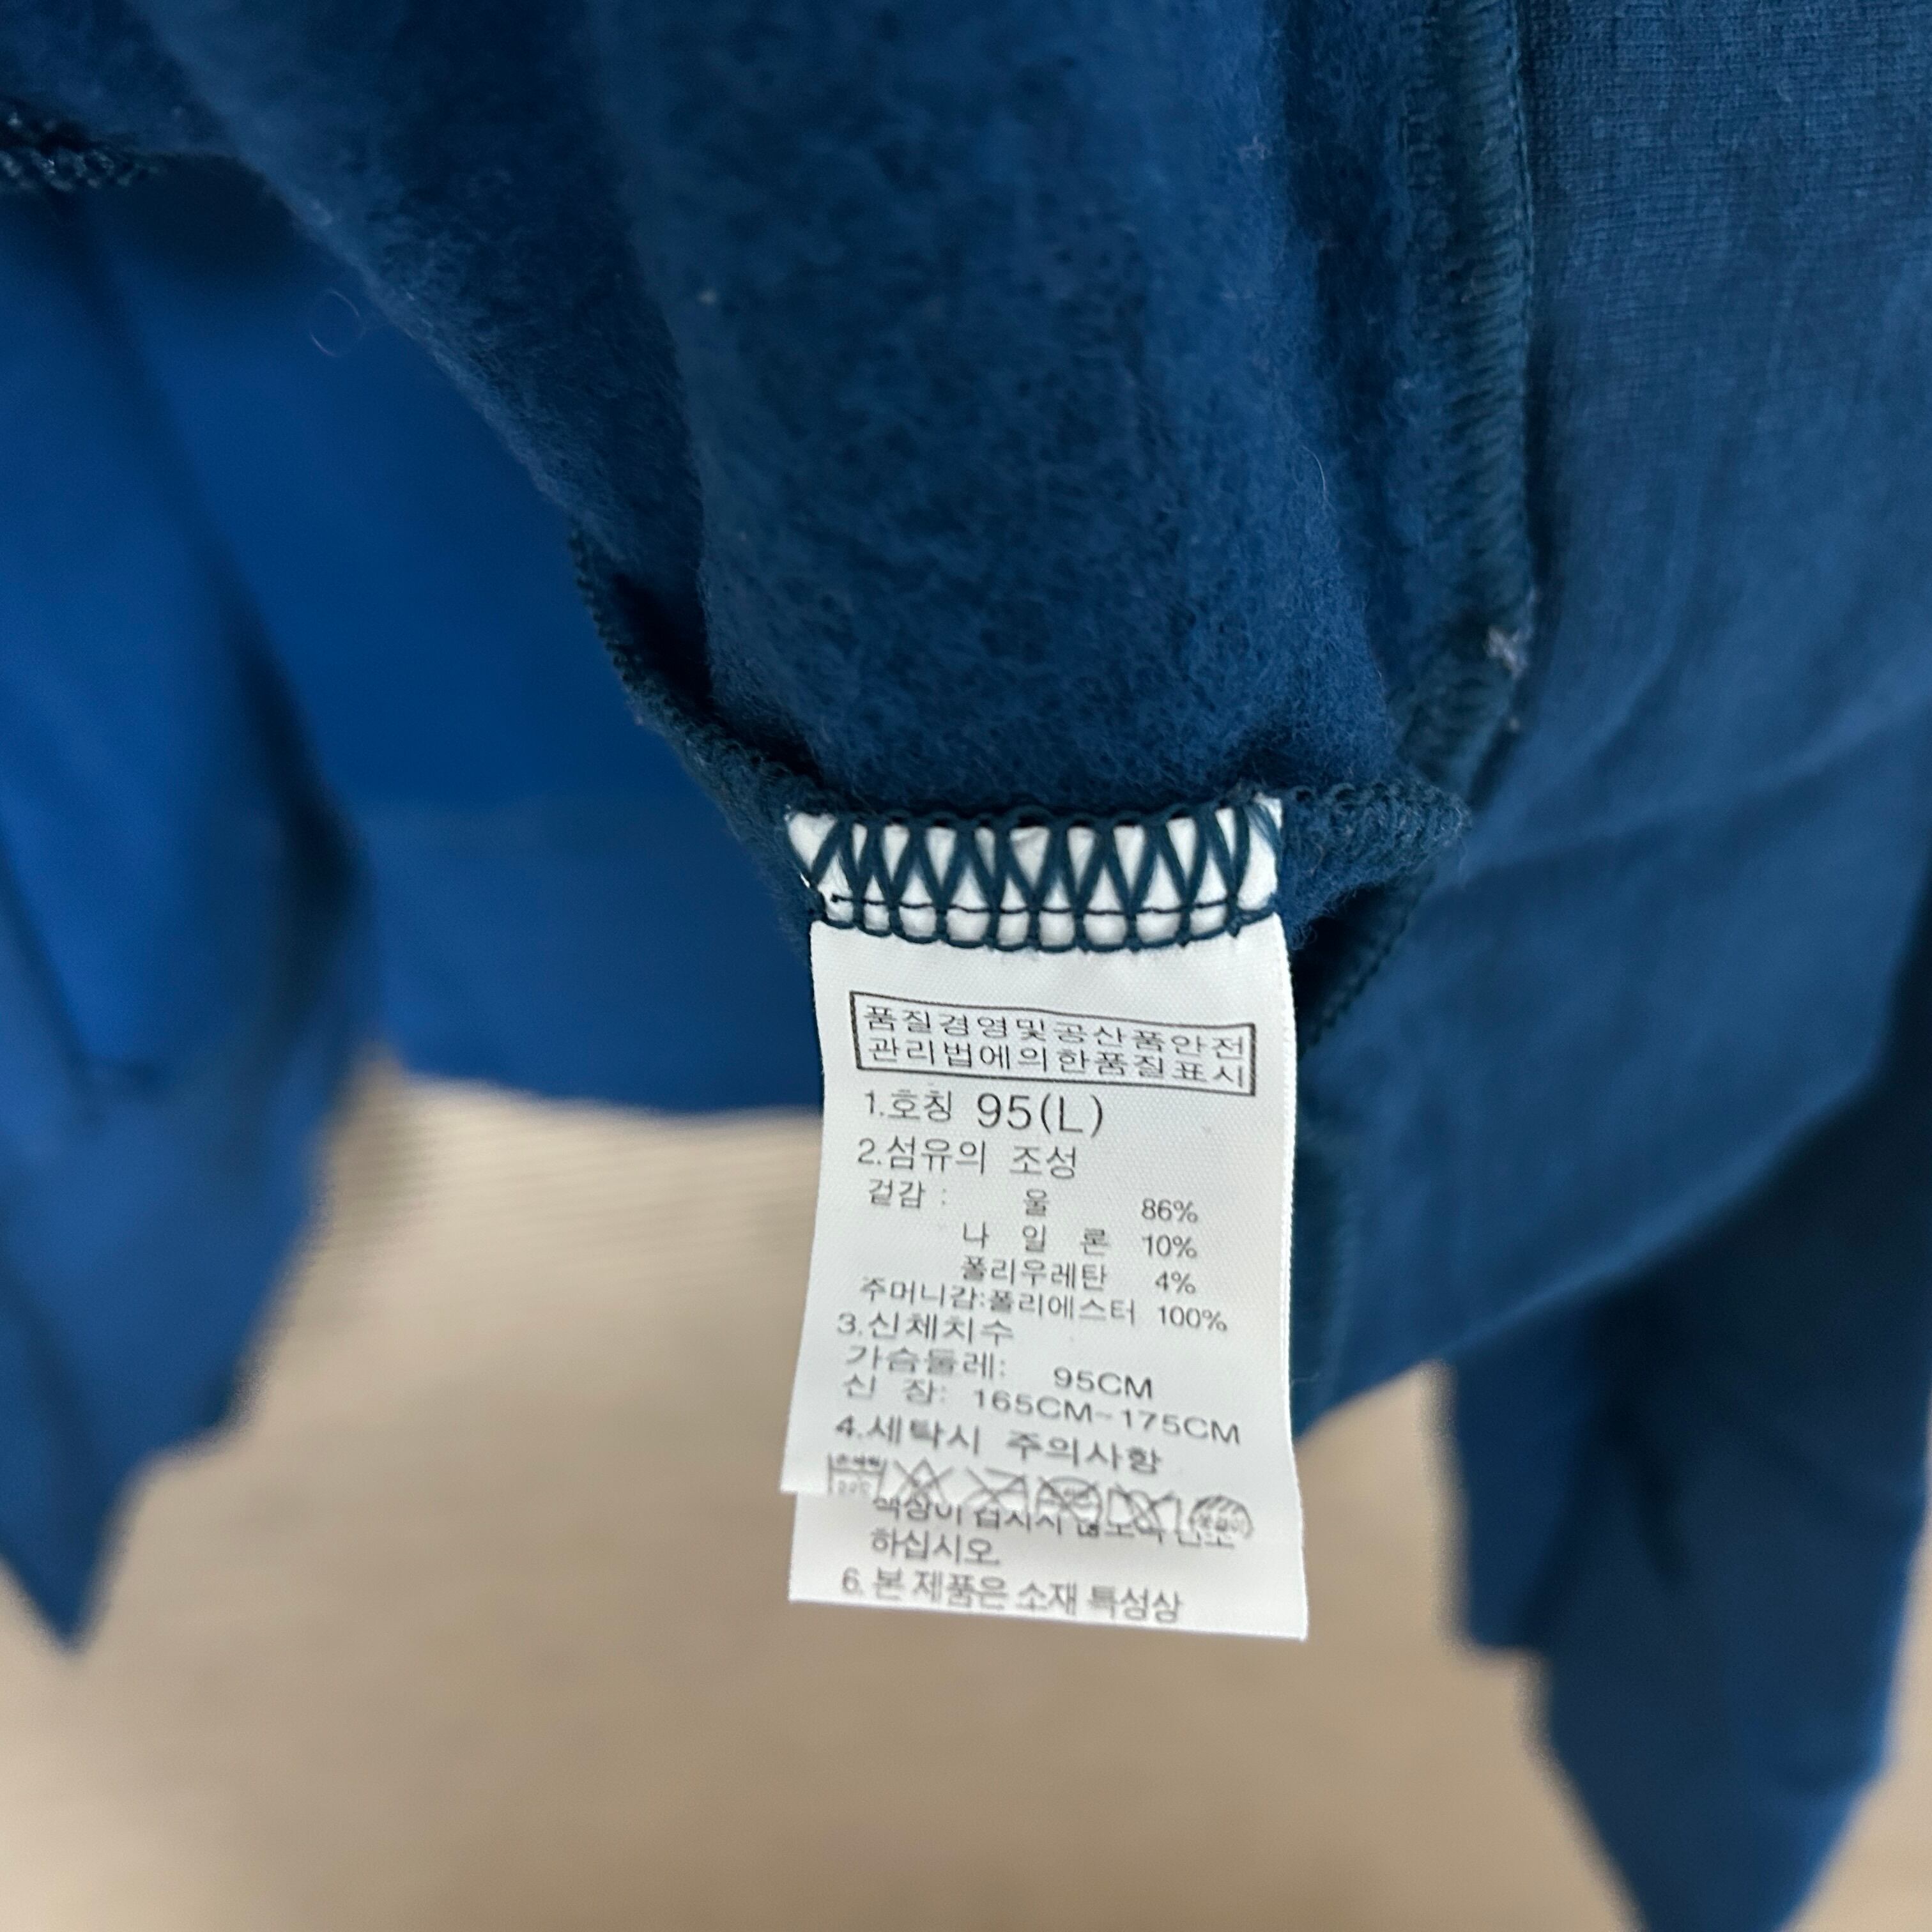 품질경영및공산품안전
관리법에의한품질표시
1.호칭 95(L)
2.섬유의 조성
겉감 : 울 86%
나 일 론 10%
폴리우레탄 4%
주머니감:폴리에스터 100%
3.신체치수
가슴둘레: 95CM
신 장: 165CM~175CM
4.세탁시 주의사항
하십시오.
6. 본 제품은 소재 특성상